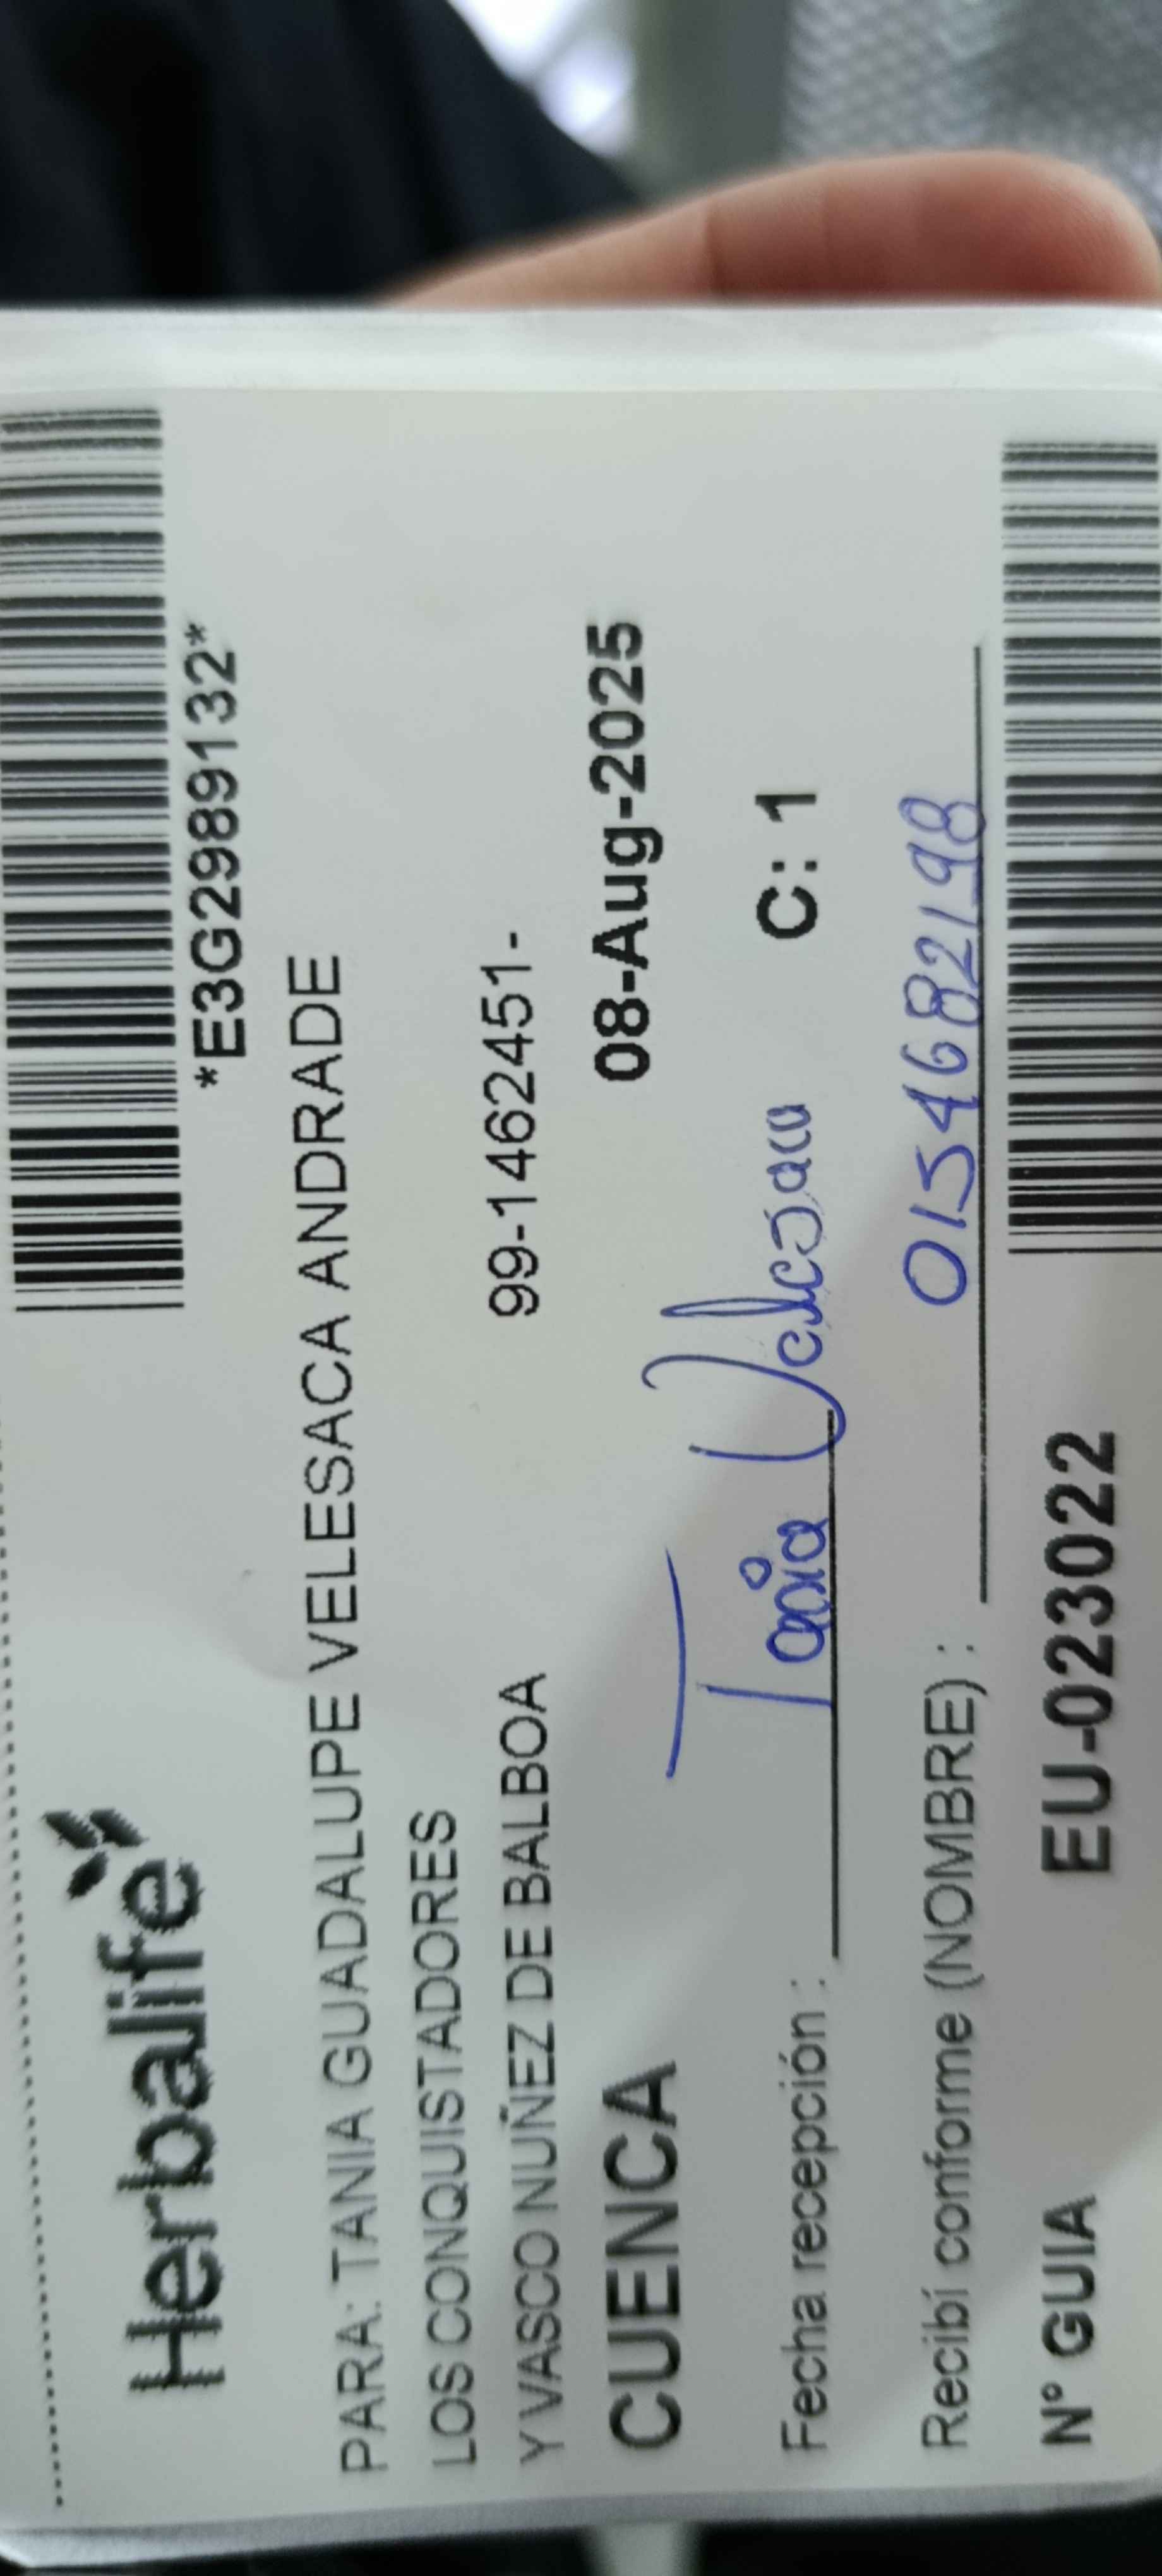 Herbalife
*E3G2989132*
PARA: TANIA GUADALUPE VELESACA ANDRADE
LOS CONQUISTADORES
Y VASCO NUÑEZ DE BALBOA 99-1462451-
CUENCA 08-Aug-2025
Fecha recepción : Tania Velesaca C: 1
Recibí conforme (NOMBRE) : 0154682198
N° GUIA EU-023022